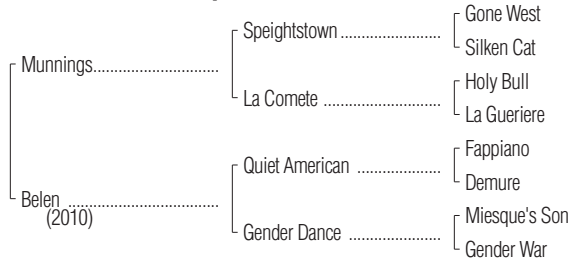 Gone West
Speightstown
Silken Cat
Munnings
Holy Bull
La Comete
La Gueriere
Fappiano
Quiet American
Demure
Belen
(2010)
Miesque's Son
Gender Dance
Gender War